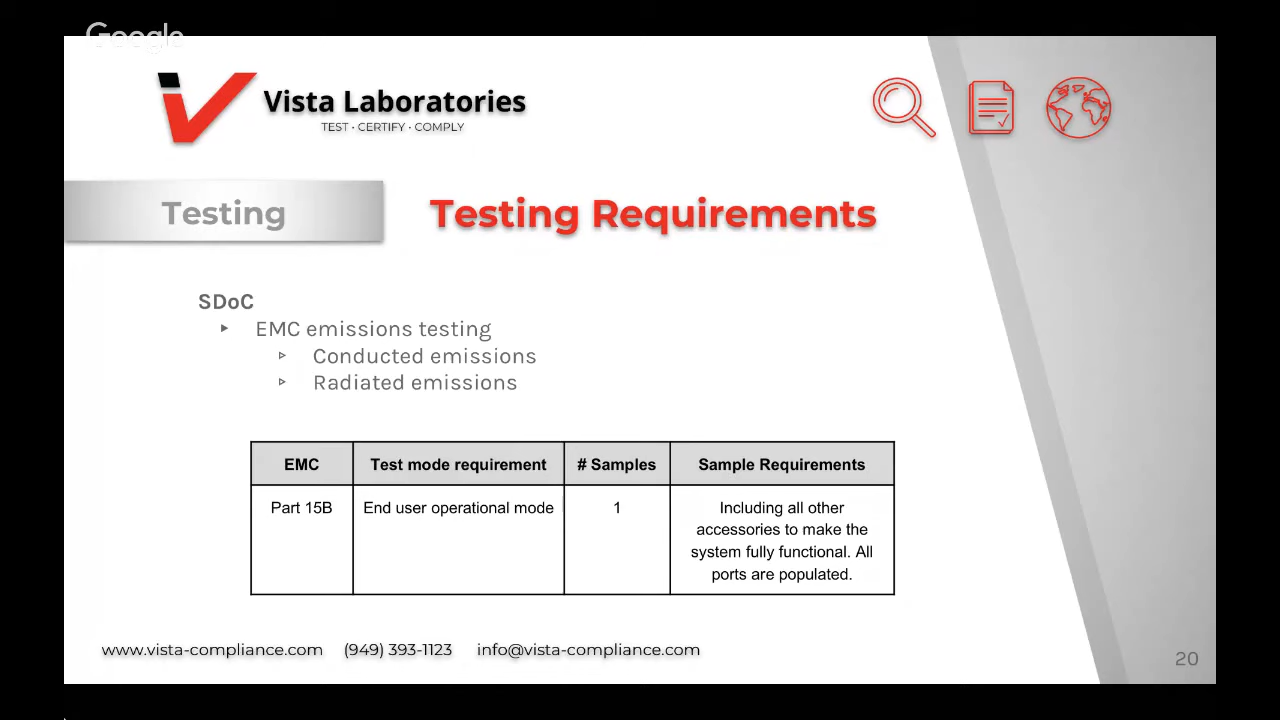 Google
Vista Laboratories
TEST · CERTIFY · COMPLY
Testing
Testing Requirements
SDoC
EMC emissions testing
Conducted emissions
Radiated emissions
EMC Test mode requirement # Samples Sample Requirements
Part 15B End user operational mode 1 Including all other
accessories to make the
system fully functional. All
ports are populated.
www.vista-compliance.com (949) 393-1123 info@vista-compliance.com
20